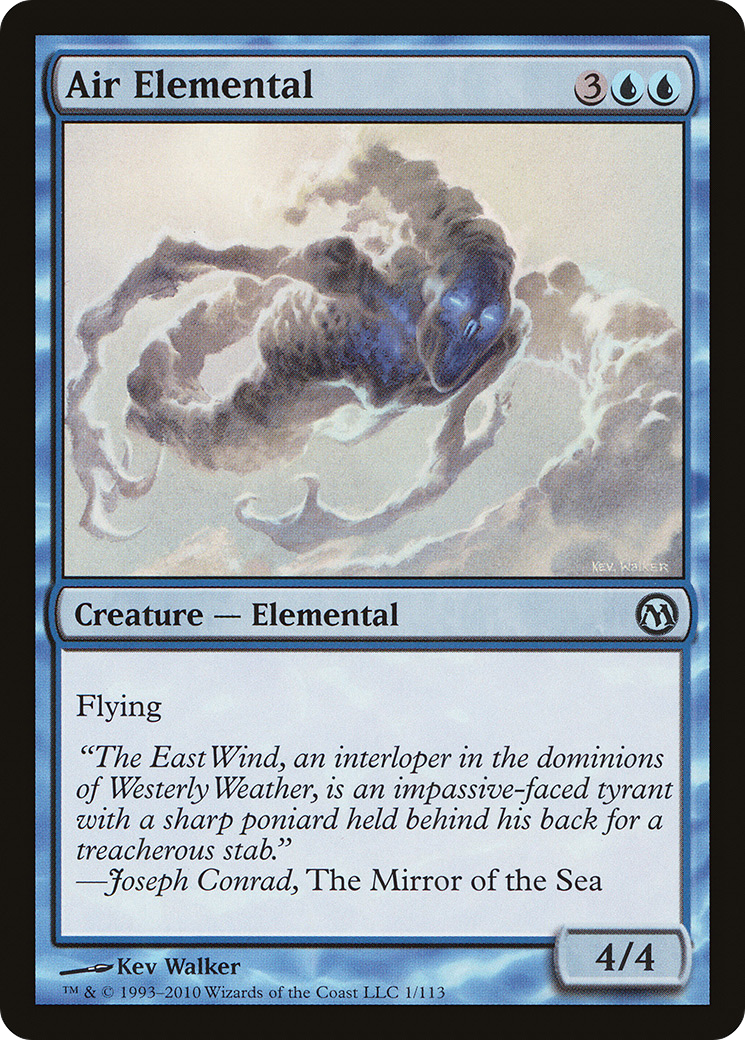 Air Elemental 3
Kev. Walker
Creature — Elemental
M
Flying
“The East Wind, an interloper in the dominions
of Westerly Weather, is an impassive-faced tyrant
with a sharp poniard held behind his back for a
treacherous stab.”
—Joseph Conrad, The Mirror of the Sea
4/4
Kev Walker
™ & © 1993–2010 Wizards of the Coast LLC 1/113